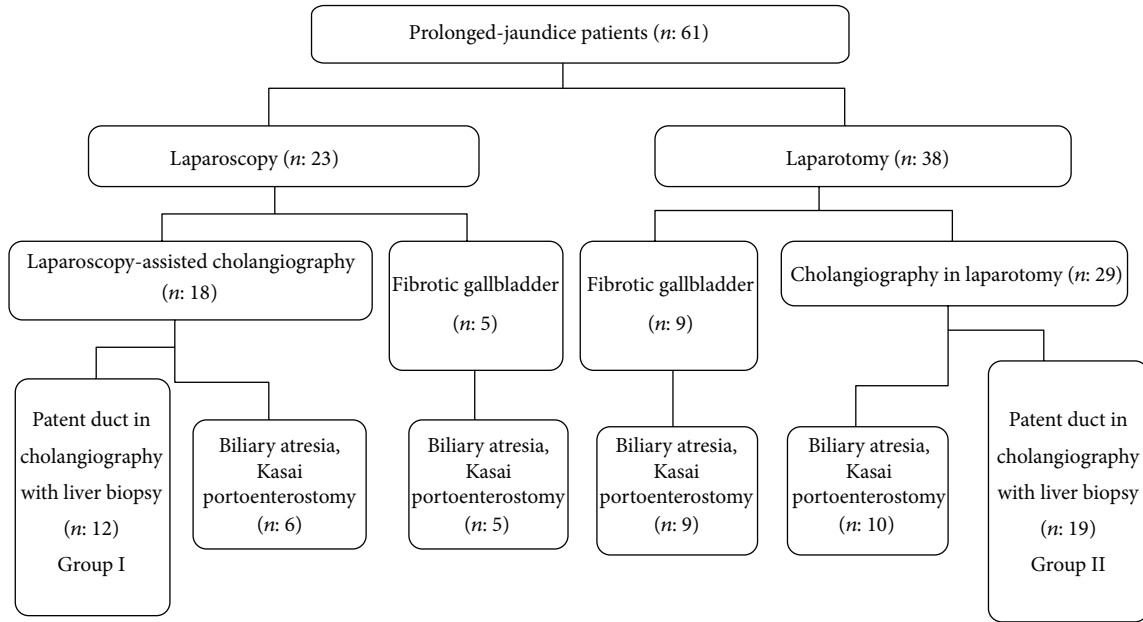 Prolonged-jaundice patients (n: 61)
Laparoscopy (n: 23)
Laparotomy (n: 38)
Laparoscopy-assisted cholangiography
(n: 18)
Fibrotic gallbladder
(n: 5)
Fibrotic gallbladder
(n: 9)
Cholangiography in laparotomy (n: 29)
Patent duct in
cholangiography
with liver biopsy
(n: 12)
Group I
Biliary atresia,
Kasai
portoenterostomy
(n: 6)
Biliary atresia,
Kasai
portoenterostomy
(n: 5)
Biliary atresia,
Kasai
portoenterostomy
(n: 9)
Biliary atresia,
Kasai
portoenterostomy
(n: 10)
Patent duct in
cholangiography
with liver biopsy
(n: 19)
Group II